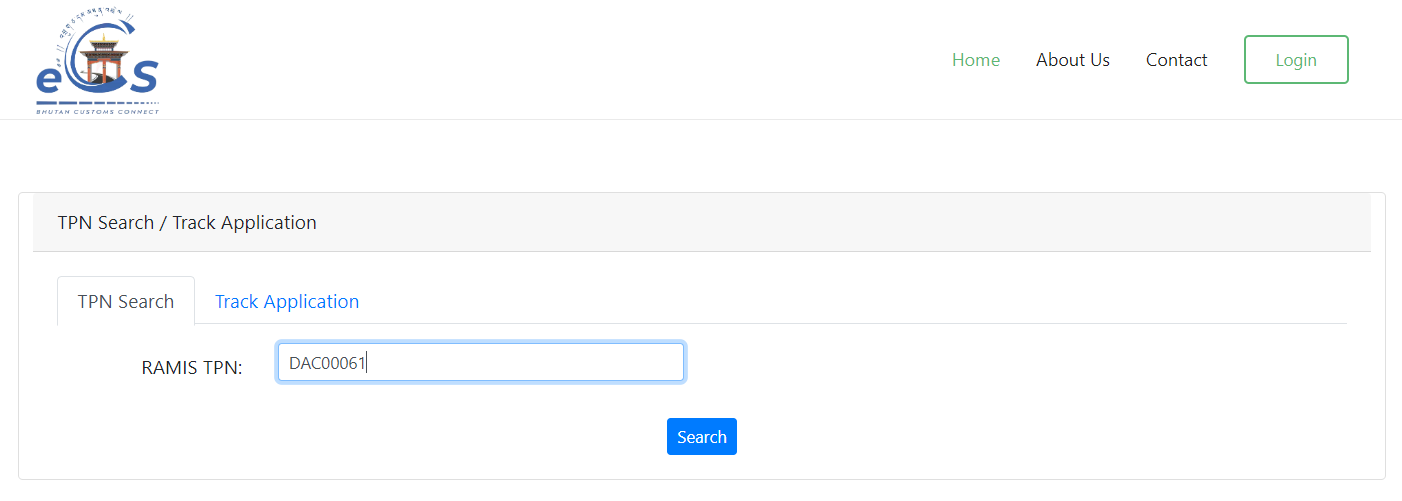 eCS
BHUTAN CUSTOMS CONNECT
Home About Us Contact Login
TPN Search / Track Application
TPN Search Track Application
RAMIS TPN: DAC00061
Search